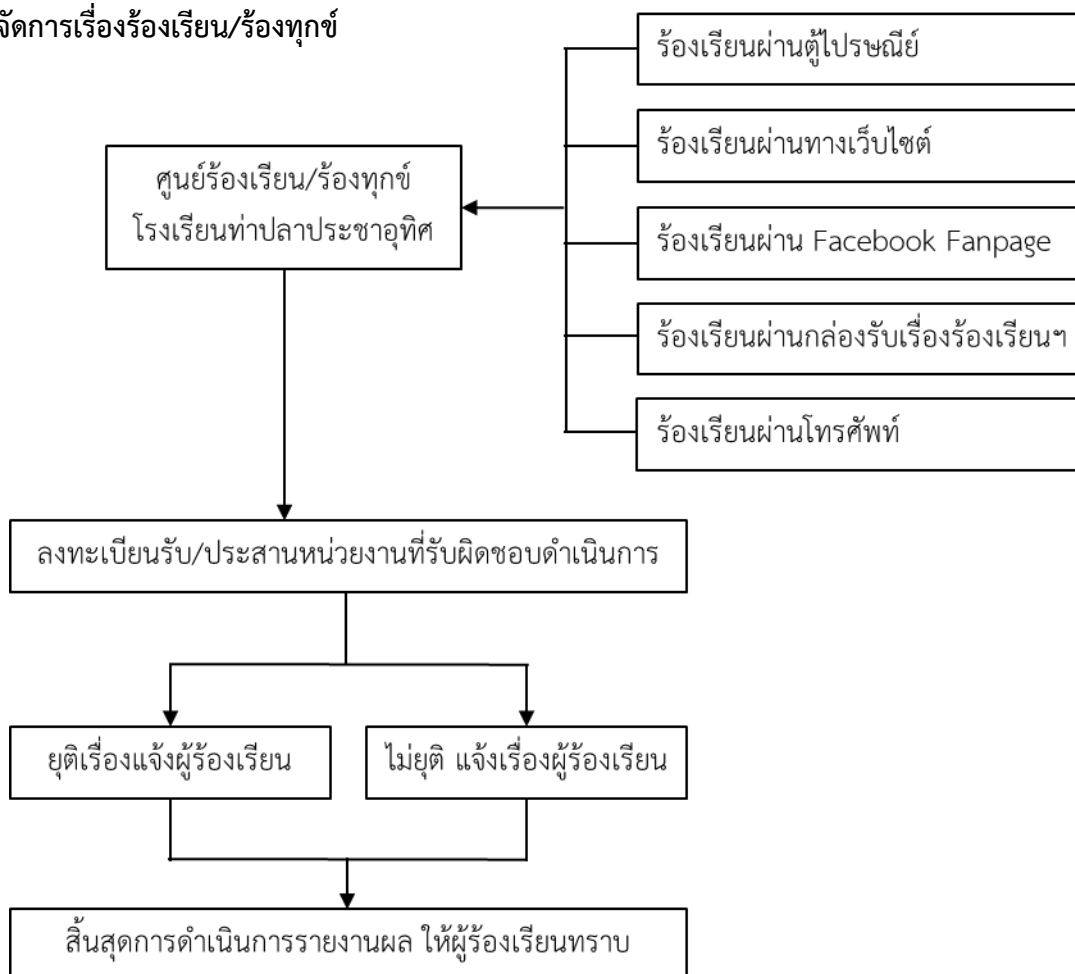 จัดการเรื่องร้องเรียน/ร้องทุกข์
ร้องเรียนผ่านตู้ไปรษณีย์
ร้องเรียนผ่านทางเว็บไซต์
ศูนย์ร้องเรียน/ร้องทุกข์
โรงเรียนท่าปลาประชาอุทิศ
ร้องเรียนผ่าน Facebook Fanpage
ร้องเรียนผ่านกล่องรับเรื่องร้องเรียนฯ
ร้องเรียนผ่านโทรศัพท์
ลงทะเบียนรับ/ประสานหน่วยงานที่รับผิดชอบดำเนินการ
ยุติเรื่องแจ้งผู้ร้องเรียน
ไม่ยุติ แจ้งเรื่องผู้ร้องเรียน
สิ้นสุดการดำเนินการรายงานผล ให้ผู้ร้องเรียนทราบ